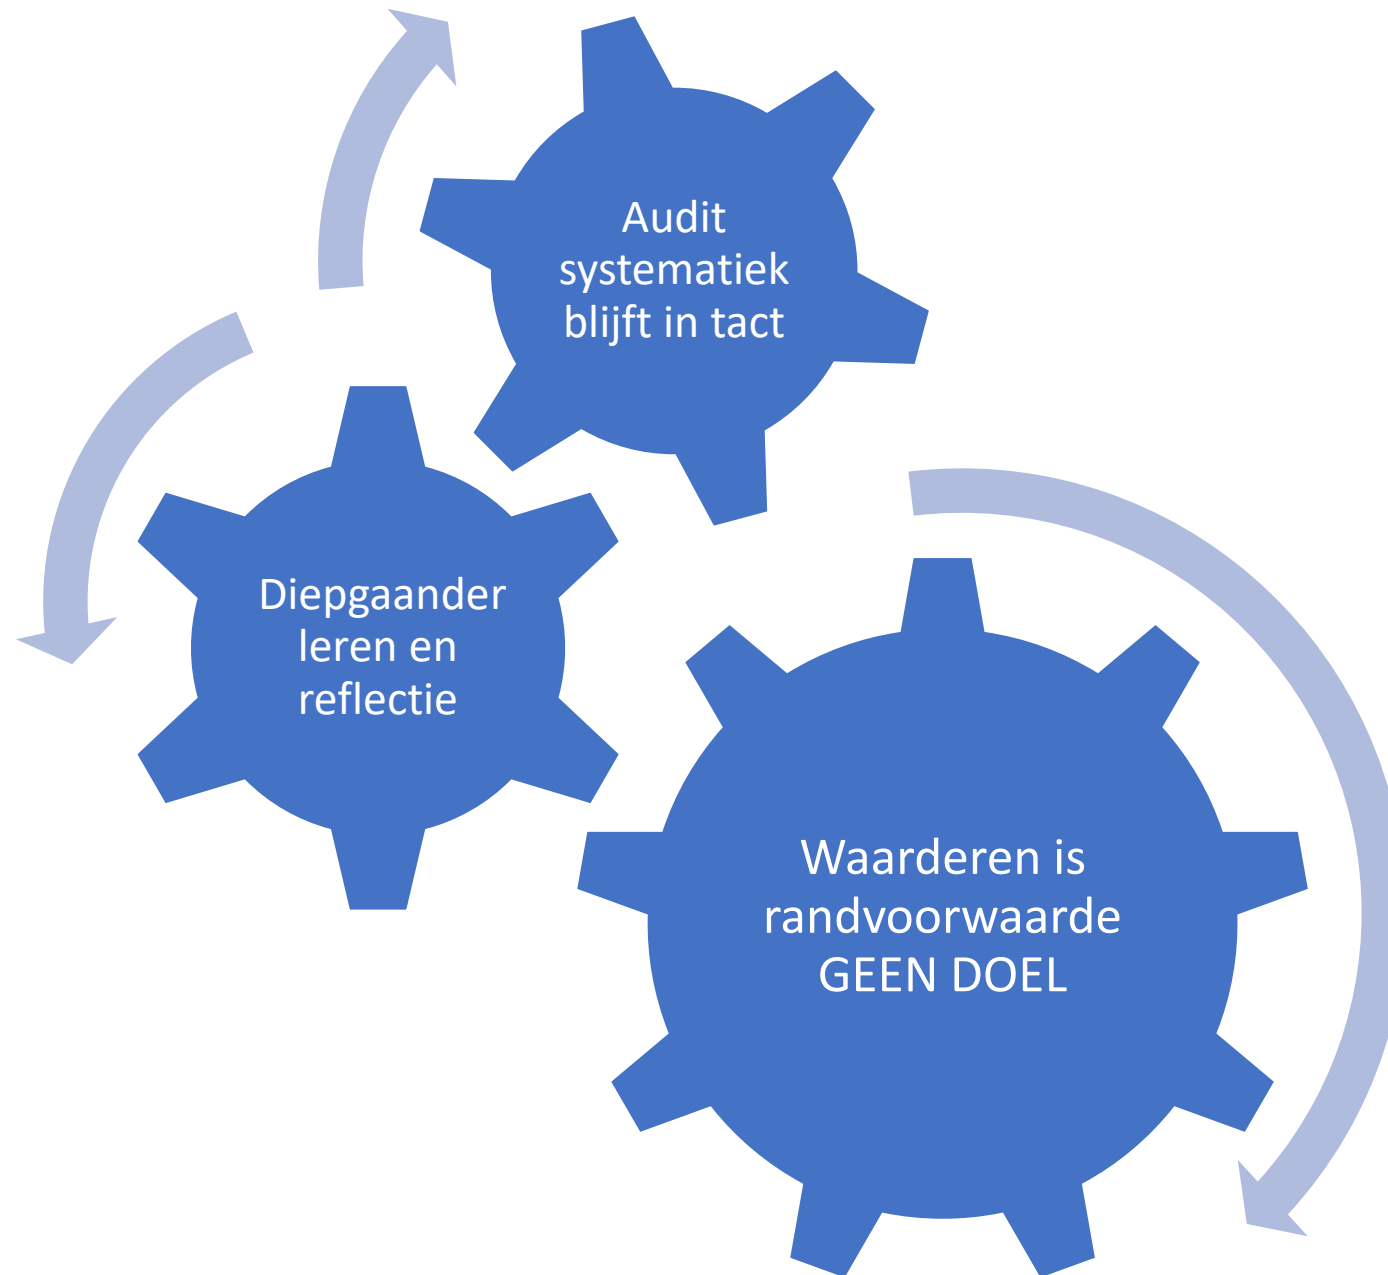 Audit
systematiek
blijft in tact
Diepgaander
leren en
reflectie
Waarderen is
randvoorwaarde
GEEN DOEL